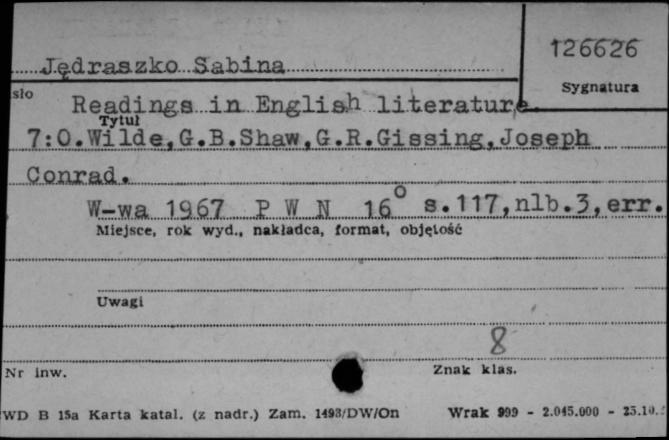 126626
Jędraszko Sabina
Sygnatura
sło
Readings in English literature.
Tytuł
7:O.Wilde,G.B.Shaw,G.R.Gissing,Joseph
Conrad.
W-wa 1967 P W N 16° s.117,nlb.3,err.
Miejsce, rok wyd., nakładca, format, objętość
Uwagi
8
Nr inw.
Znak klas.
WD B 15a Karta katal. (z nadr.) Zam. 1493/DW/On Wrak 999 - 2.045.000 - 25.10.